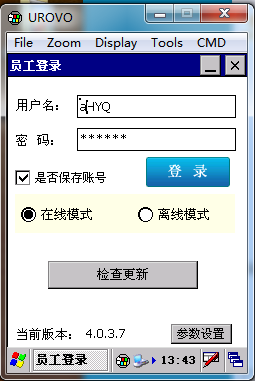 UROVO
File Zoom Display Tools CMD
员工登录
用户名： aHYQ
密 码： ******
登 录
是否保存账号
在线模式 离线模式
检查更新
当前版本： 4.0.3.7 参数设置
员工登录 13:43